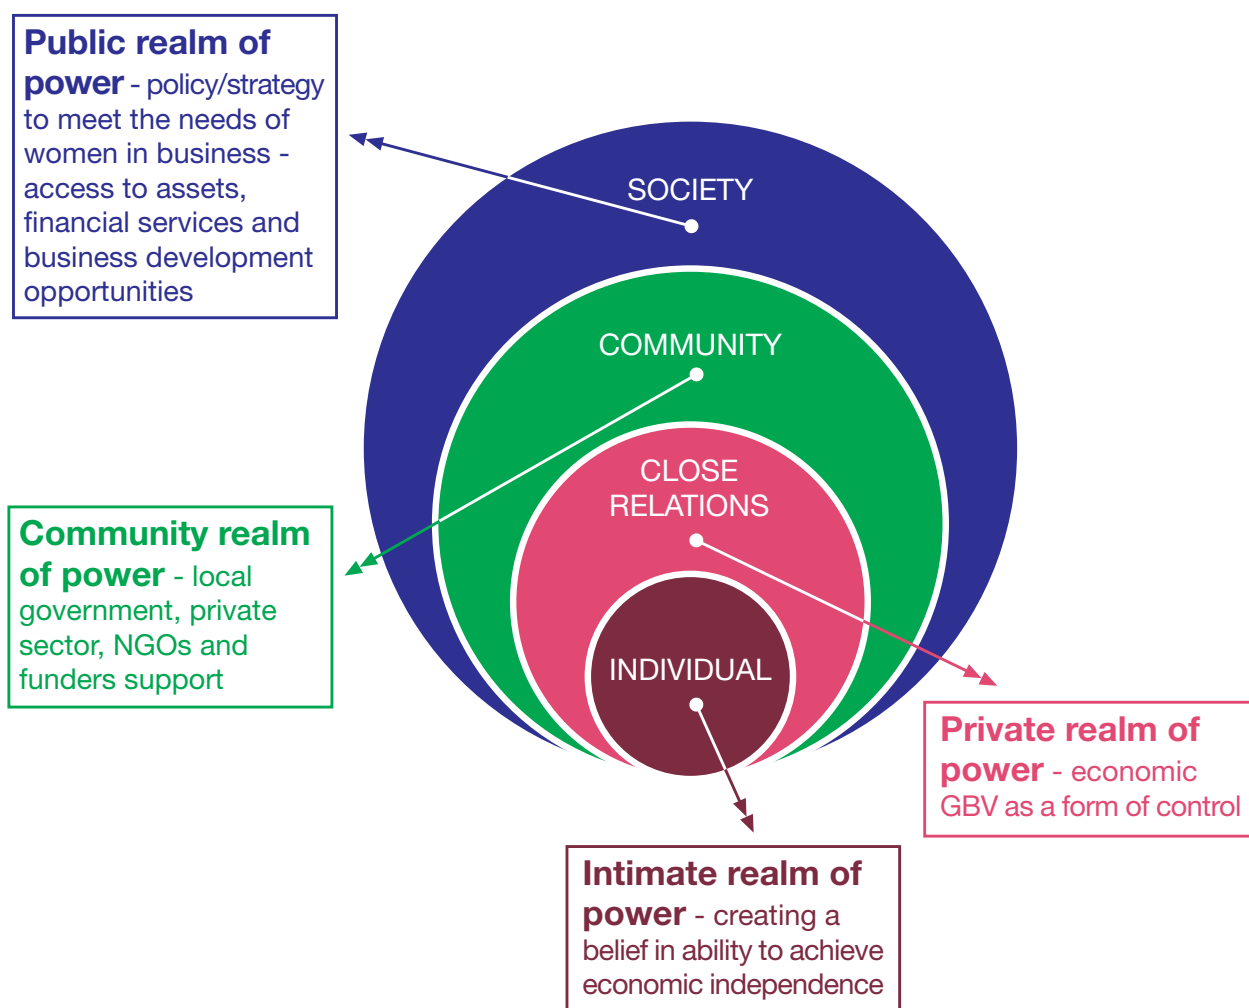 Public realm of
power - policy/strategy
to meet the needs of
women in business -
access to assets,
financial services and
business development
opportunities
SOCIETY
COMMUNITY
CLOSE
RELATIONS
INDIVIDUAL
Community realm
of power - local
government, private
sector, NGOs and
funders support
Private realm of
power - economic
GBV as a form of control
Intimate realm of
power - creating a
belief in ability to achieve
economic independence